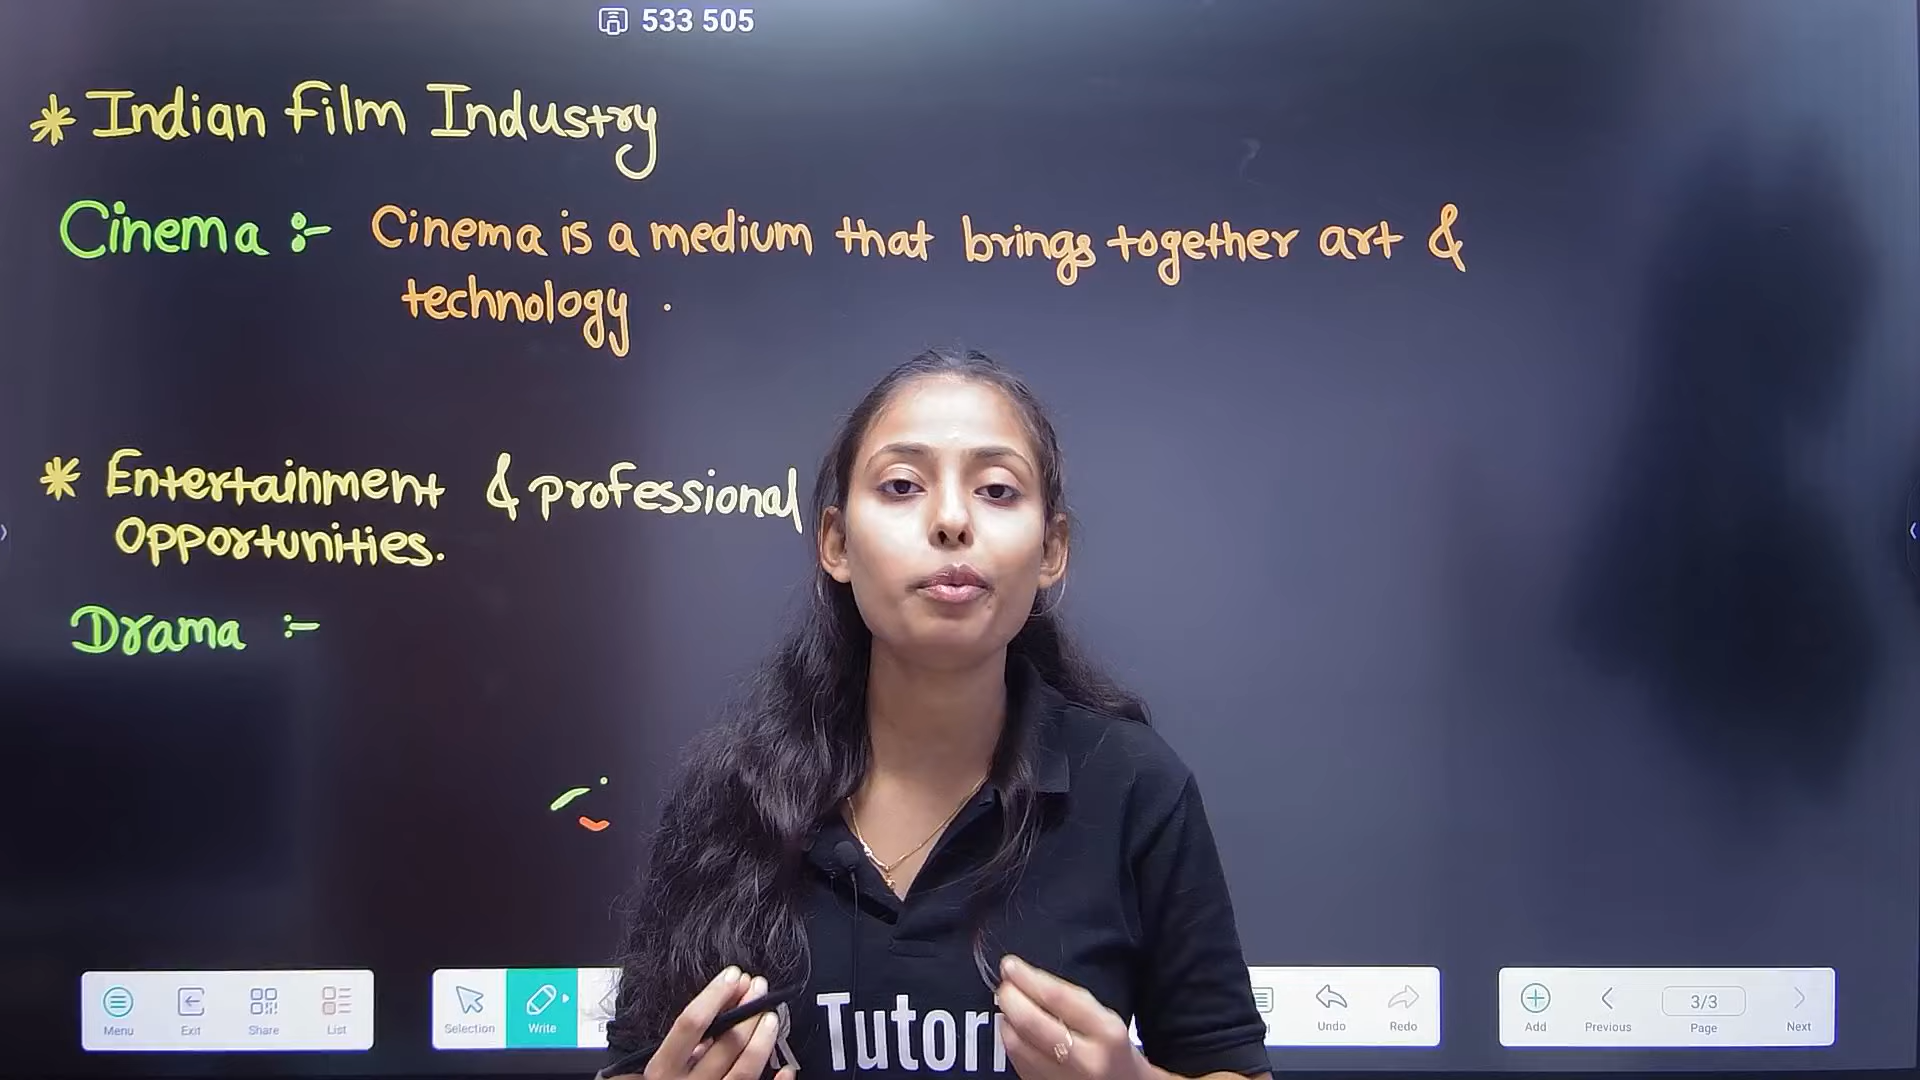 533 505
* Indian Film Industry
Cinema :- Cinema is a medium that brings together art &
technology .
* Entertainment & professional
Opportunities.
Drama :-
Menu Exit Share List Selection Write Undo Redo Add Previous 3/3 Page Next
Tutori